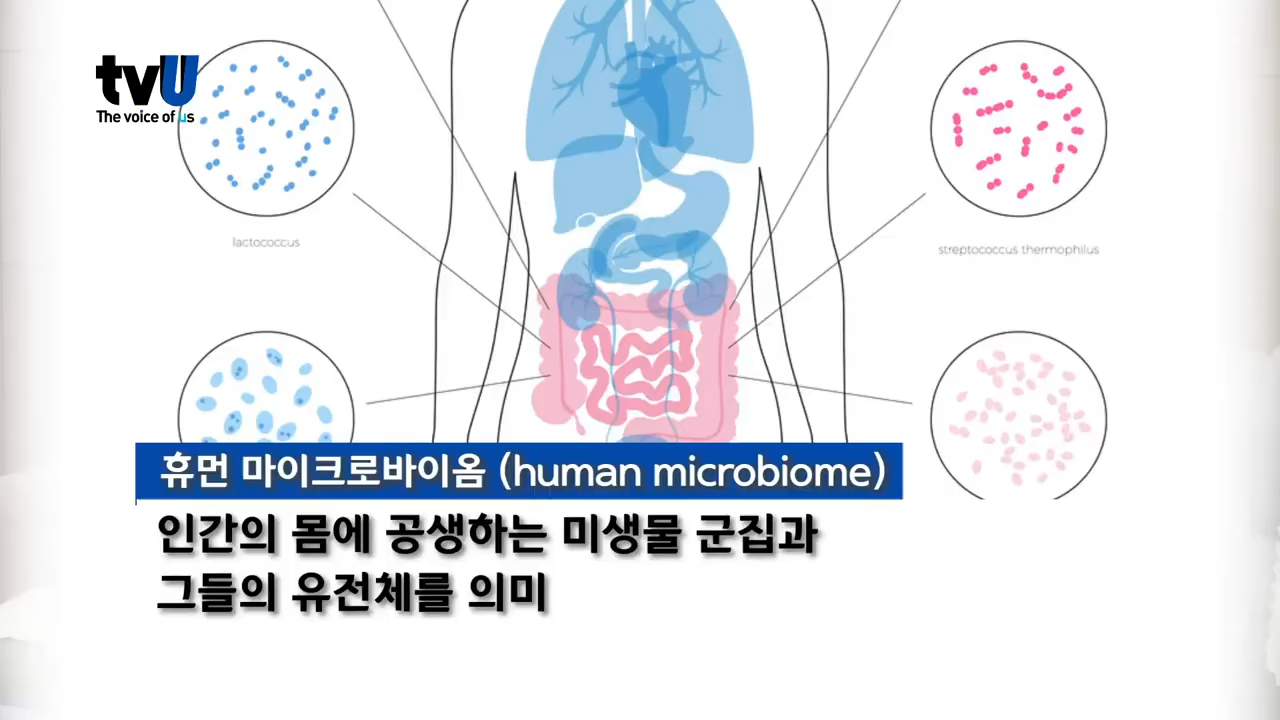 tvU
The voice of us
lactococcus
streptococcus thermophilus
휴먼 마이크로바이옴 (human microbiome)
인간의 몸에 공생하는 미생물 군집과
그들의 유전체를 의미